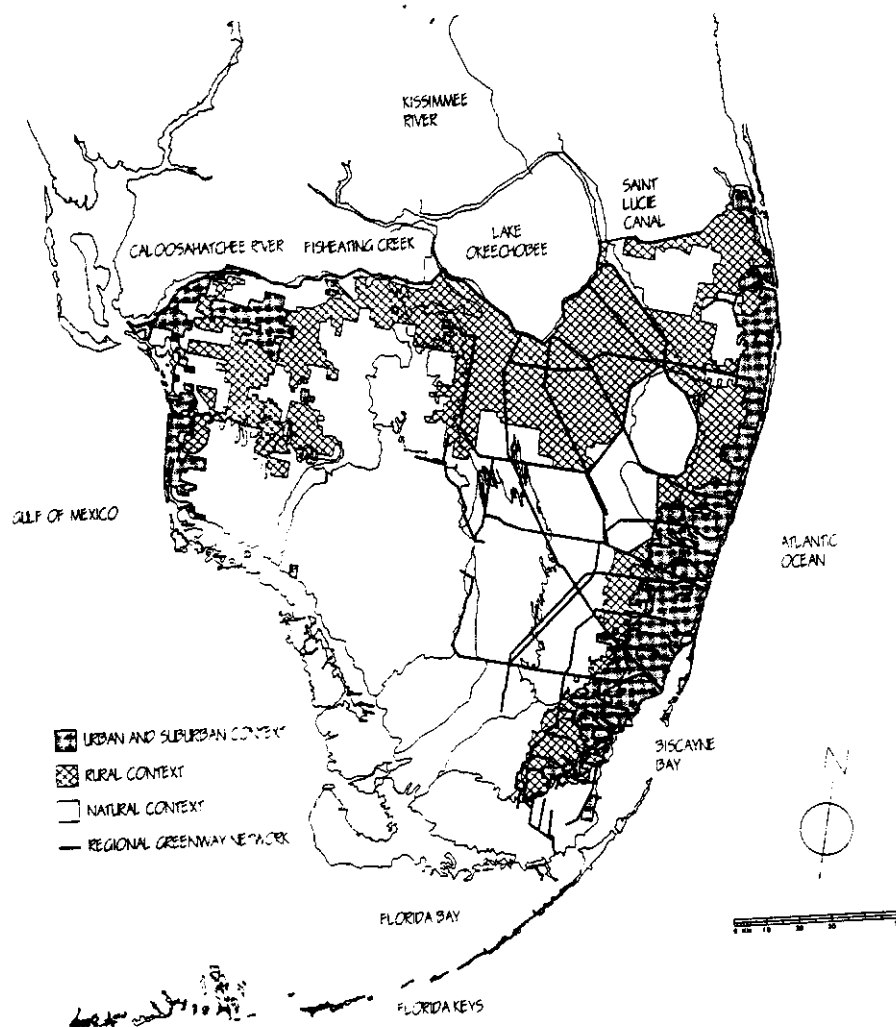 KISSIMMEE
RIVER
SAINT
LUCIE
CANAL
LAKE
OKEECHOBEE
CALOOSAHATCHEE RIVER
FISHEATING CREEK
GULF OF MEXICO
ATLANTIC
OCEAN
URBAN AND SUBURBAN CONTEXT
RURAL CONTEXT
NATURAL CONTEXT
REGIONAL GREENWAY NETWORK
BISCAYNE
BAY
N
FLORIDA BAY
FLORIDA KEYS